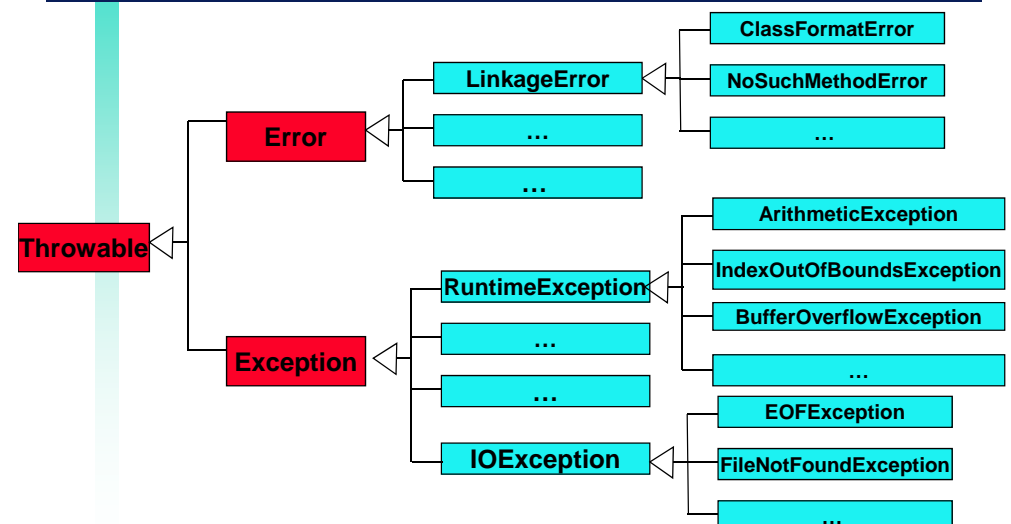 Throwable
Error
LinkageError
ClassFormatError
NoSuchMethodError
...
...
...
Exception
RuntimeException
ArithmeticException
IndexOutOfBoundsException
BufferOverflowException
...
...
...
IOException
EOFException
FileNotFoundException
...